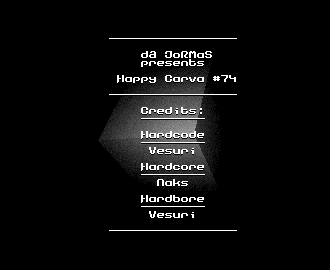 dA JoRMaS
presents
Happy Carva #74
Credits:
Hardcode
Vesuri
Hardcore
Naks
Hardbore
Vesuri